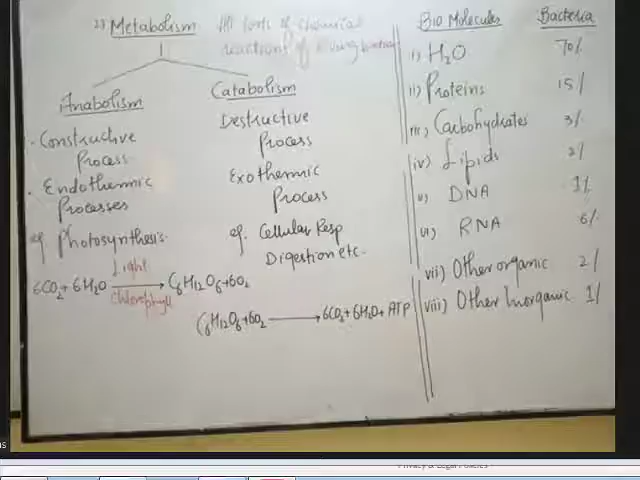 Metabolism All sorts of chemical
reactions of living
Anabolism
Catabolism
. Constructive
Process
. Endothermic
Processes
eg Photosynthesis.
Destructive
Process
Exothermic
Process
eg. Cellular Resp
Digestion etc.
6CO2 + 6H2O Light Chlorophyll → C6H12O6 + 6O2
C6H12O6 + 6O2 → 6CO2 + 6H2O + ATP
Bio Molecules Bacteria
i) H2O 70%
ii) Proteins 15%
iii) Carbohydrates 3%
iv) Lipids 2%
v) DNA 1%
vi) RNA 6%
vii) Other organic 2%
viii) Other Inorganic 1%